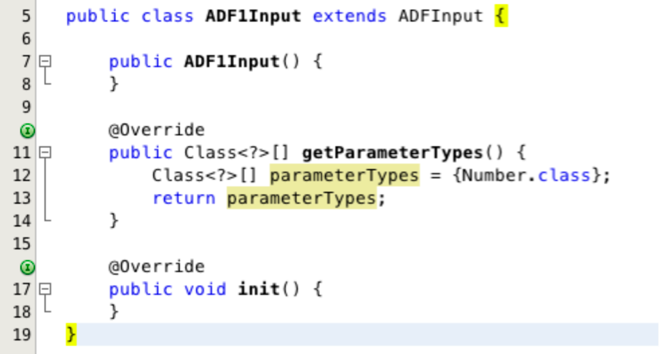 5 public class ADF1Input extends ADFInput {
6
7 public ADF1Input() {
8 }
9
@Override
11 public Class<?>[] getParameterTypes() {
12 Class<?>[] parameterTypes = {Number.class};
13 return parameterTypes;
14 }
15
@Override
17 public void init() {
18 }
19 }